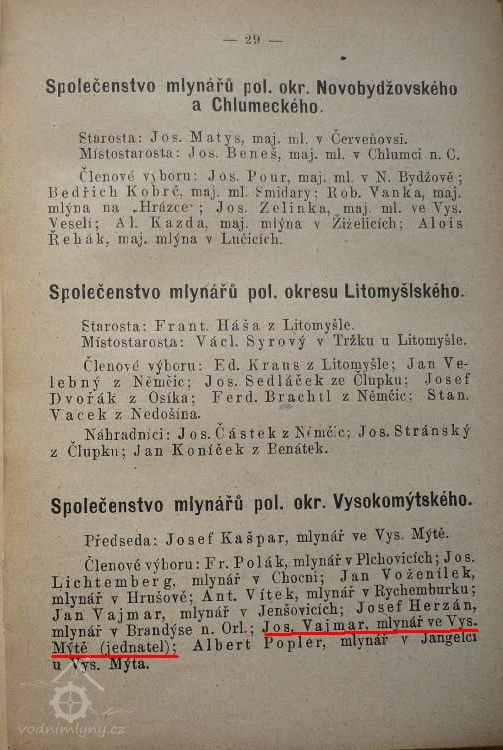 — 29 —
Společenstvo mlynářů pol. okr. Novobydžovského
a Chlumeckého.
Starosta: Jos. Matys, maj. ml. v Červeňovsi.
Místostarosta: Jos. Beneš, maj. ml. v Chlumci n. C.
Členové výboru: Jos. Pour, maj. ml. v N. Bydžově;
Bedřich Kobrč, maj. ml. Smidary; Rob. Vanka, maj.
mlýna na „Hrázce“; Jos. Zelinka, maj. ml. ve Vys.
Veselí; Al. Kazda, maj. mlýna v Žiželicích; Alois
Řehák, maj. mlýna v Lučicích.
Společenstvo mlynářů pol. okresu Litomyšlského.
Starosta: Frant. Háša z Litomyšle.
Místostarosta: Václ. Syrový v Tržku u Litomyšle.
Členové výboru: Ed. Kraus z Litomyšle; Jan Ve-
lebný z Němčic; Jos. Sedláček ze Člupku; Josef
Dvořák z Osíka; Ferd. Brachtl z Němčic; Stan.
Vacek z Nedošína.
Náhradníci: Jos. Částek z Němčic; Jos. Stránský
z Člupku; Jan Koníček z Benátek.
Společenstvo mlynářů pol. okr. Vysokomýtského.
Předseda: Josef Kašpar, mlynář ve Vys. Mýtě.
Členové výboru: Fr. Polák, mlynář v Plchovicích; Jos.
Lichtemberg, mlynář v Chocni; Jan Voženílek,
mlynář v Hrušově; Ant. Vítek, mlynář v Rychemburku;
Jan Vajmar, mlynář v Jenšovicích; Josef Herzán,
mlynář v Brandýse n. Orl.; Jos. Vajmar, mlynář ve Vys.
Mýtě (jednatel); Albert Popler, mlynář v Jangelci
u Vys. Mýta.
vodnimlyny.cz